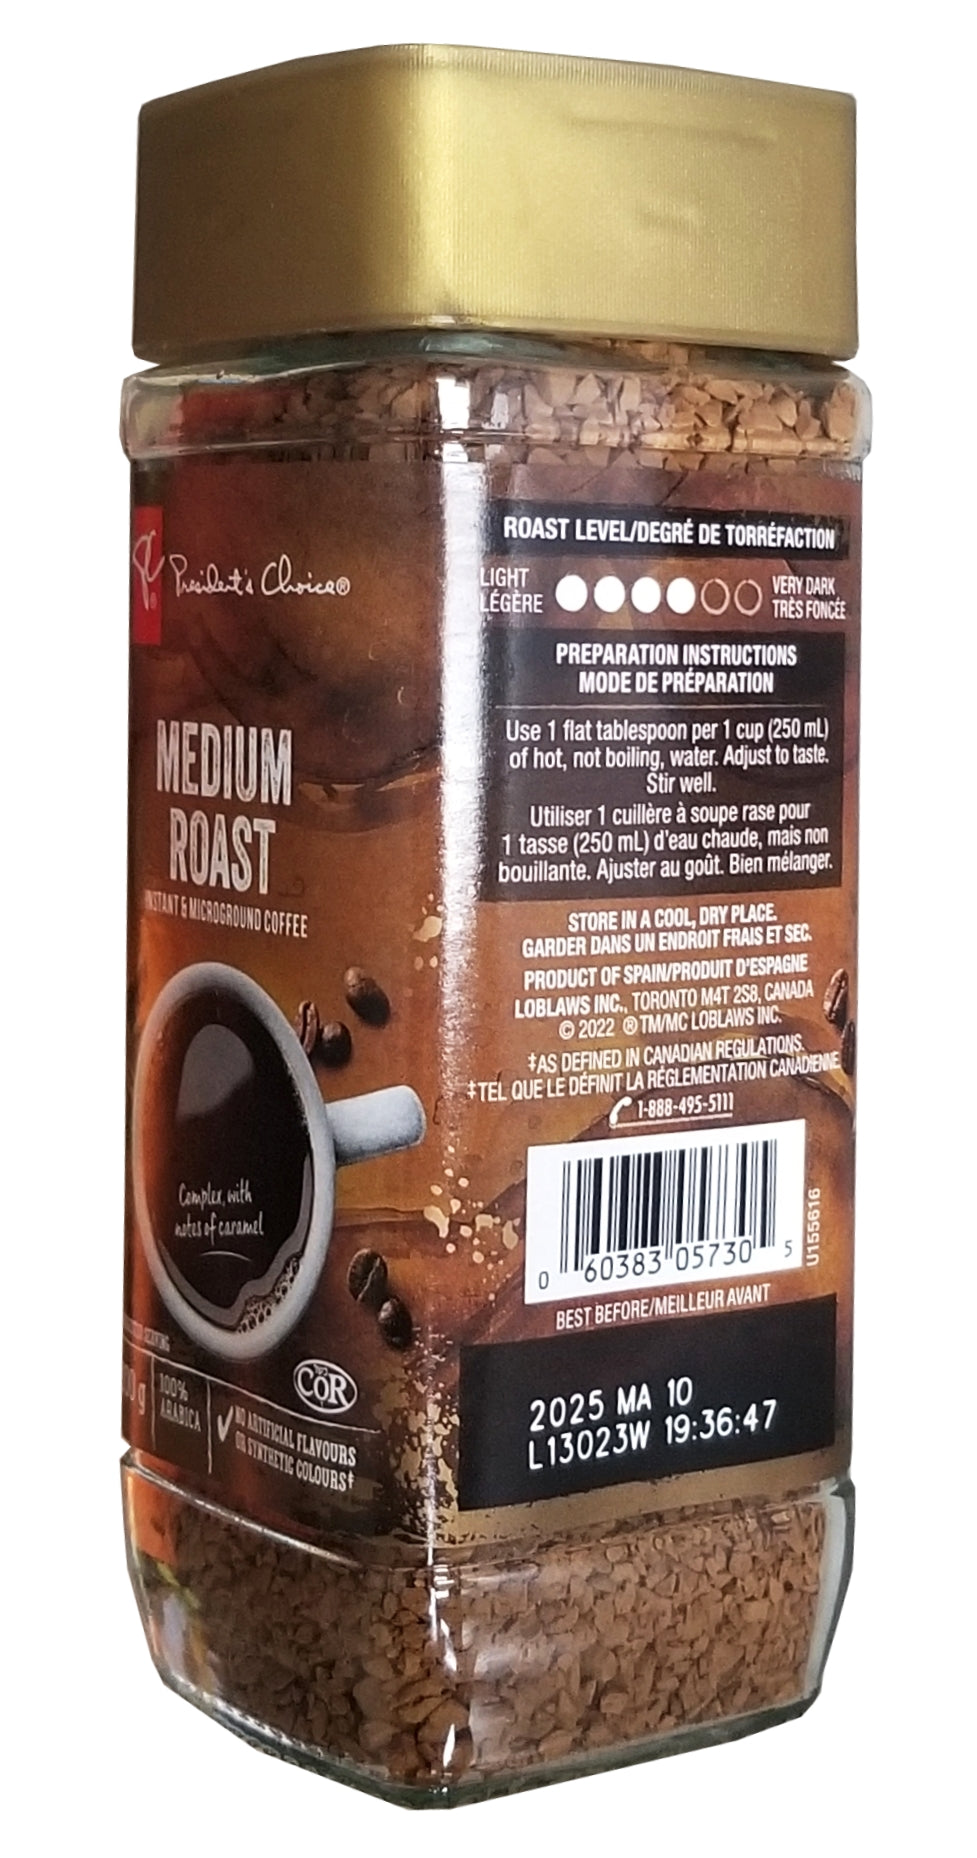 President's Choice®
MEDIUM
ROAST
INSTANT & MICROGROUND COFFEE
Complex, with
notes of caramel
g
100%
ARABICA
NO ARTIFICIAL FLAVOURS
OR SYNTHETIC COLOURS‡
COR
ROAST LEVEL/DEGRÉ DE TORRÉFACTION
LIGHT
LÉGÈRE
VERY DARK
TRÈS FONCÉE
PREPARATION INSTRUCTIONS
MODE DE PRÉPARATION
Use 1 flat tablespoon per 1 cup (250 mL)
of hot, not boiling, water. Adjust to taste.
Stir well.
Utiliser 1 cuillère à soupe rase pour
1 tasse (250 mL) d'eau chaude, mais non
bouillante. Ajuster au goût. Bien mélanger.
STORE IN A COOL, DRY PLACE.
GARDER DANS UN ENDROIT FRAIS ET SEC.
PRODUCT OF SPAIN/PRODUIT D'ESPAGNE
LOBLAWS INC., TORONTO M4T 2S8, CANADA
© 2022 ® TM/MC LOBLAWS INC.
‡AS DEFINED IN CANADIAN REGULATIONS.
‡TEL QUE LE DÉFINIT LA RÉGLEMENTATION CANADIENNE
1-888-495-5111
0 60383 05730 5
U155616
BEST BEFORE/MEILLEUR AVANT
2025 MA 10
L13023W 19:36:47